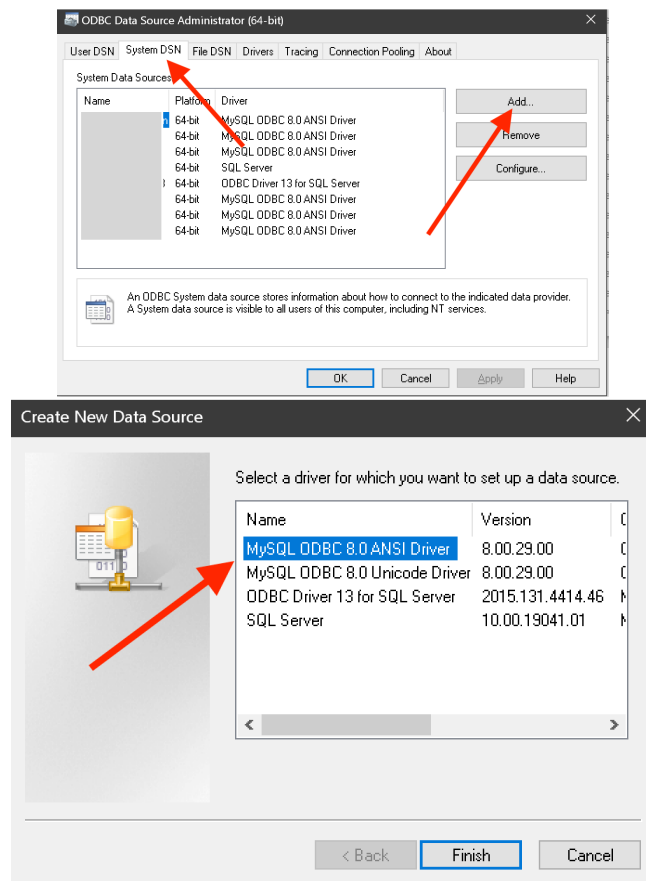 ODBC Data Source Administrator (64-bit)
User DSN System DSN File DSN Drivers Tracing Connection Pooling About
System Data Sources
Name Platform Driver
64-bit MySQL ODBC 8.0 ANSI Driver
64-bit MySQL ODBC 8.0 ANSI Driver
64-bit MySQL ODBC 8.0 ANSI Driver
64-bit SQL Server
64-bit ODBC Driver 13 for SQL Server
64-bit MySQL ODBC 8.0 ANSI Driver
64-bit MySQL ODBC 8.0 ANSI Driver
64-bit MySQL ODBC 8.0 ANSI Driver
Add...
Remove
Configure...
An ODBC System data source stores information about how to connect to the indicated data provider.
A System data source is visible to all users of this computer, including NT services.
OK Cancel Apply Help
Create New Data Source
Select a driver for which you want to set up a data source.
Name Version
MySQL ODBC 8.0 ANSI Driver 8.00.29.00
MySQL ODBC 8.0 Unicode Driver 8.00.29.00
ODBC Driver 13 for SQL Server 2015.131.4414.46
SQL Server 10.00.19041.01
0110
< Back Finish Cancel